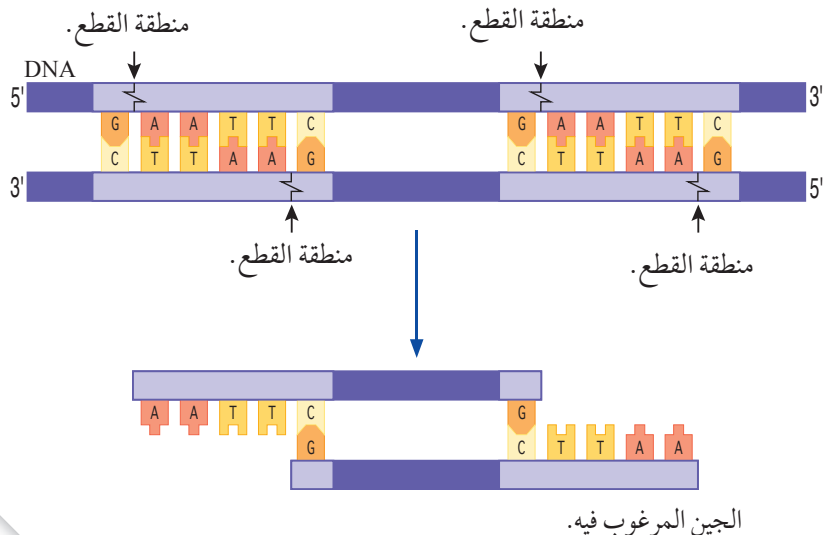 منطقة القطع. منطقة القطع.
DNA
5' 3'
G A A T T C G A A T T C
C T T A A G C T T A A G
3' 5'
منطقة القطع. منطقة القطع.
A A T T C G
G C T T A A
الجين المرغوب فيه.